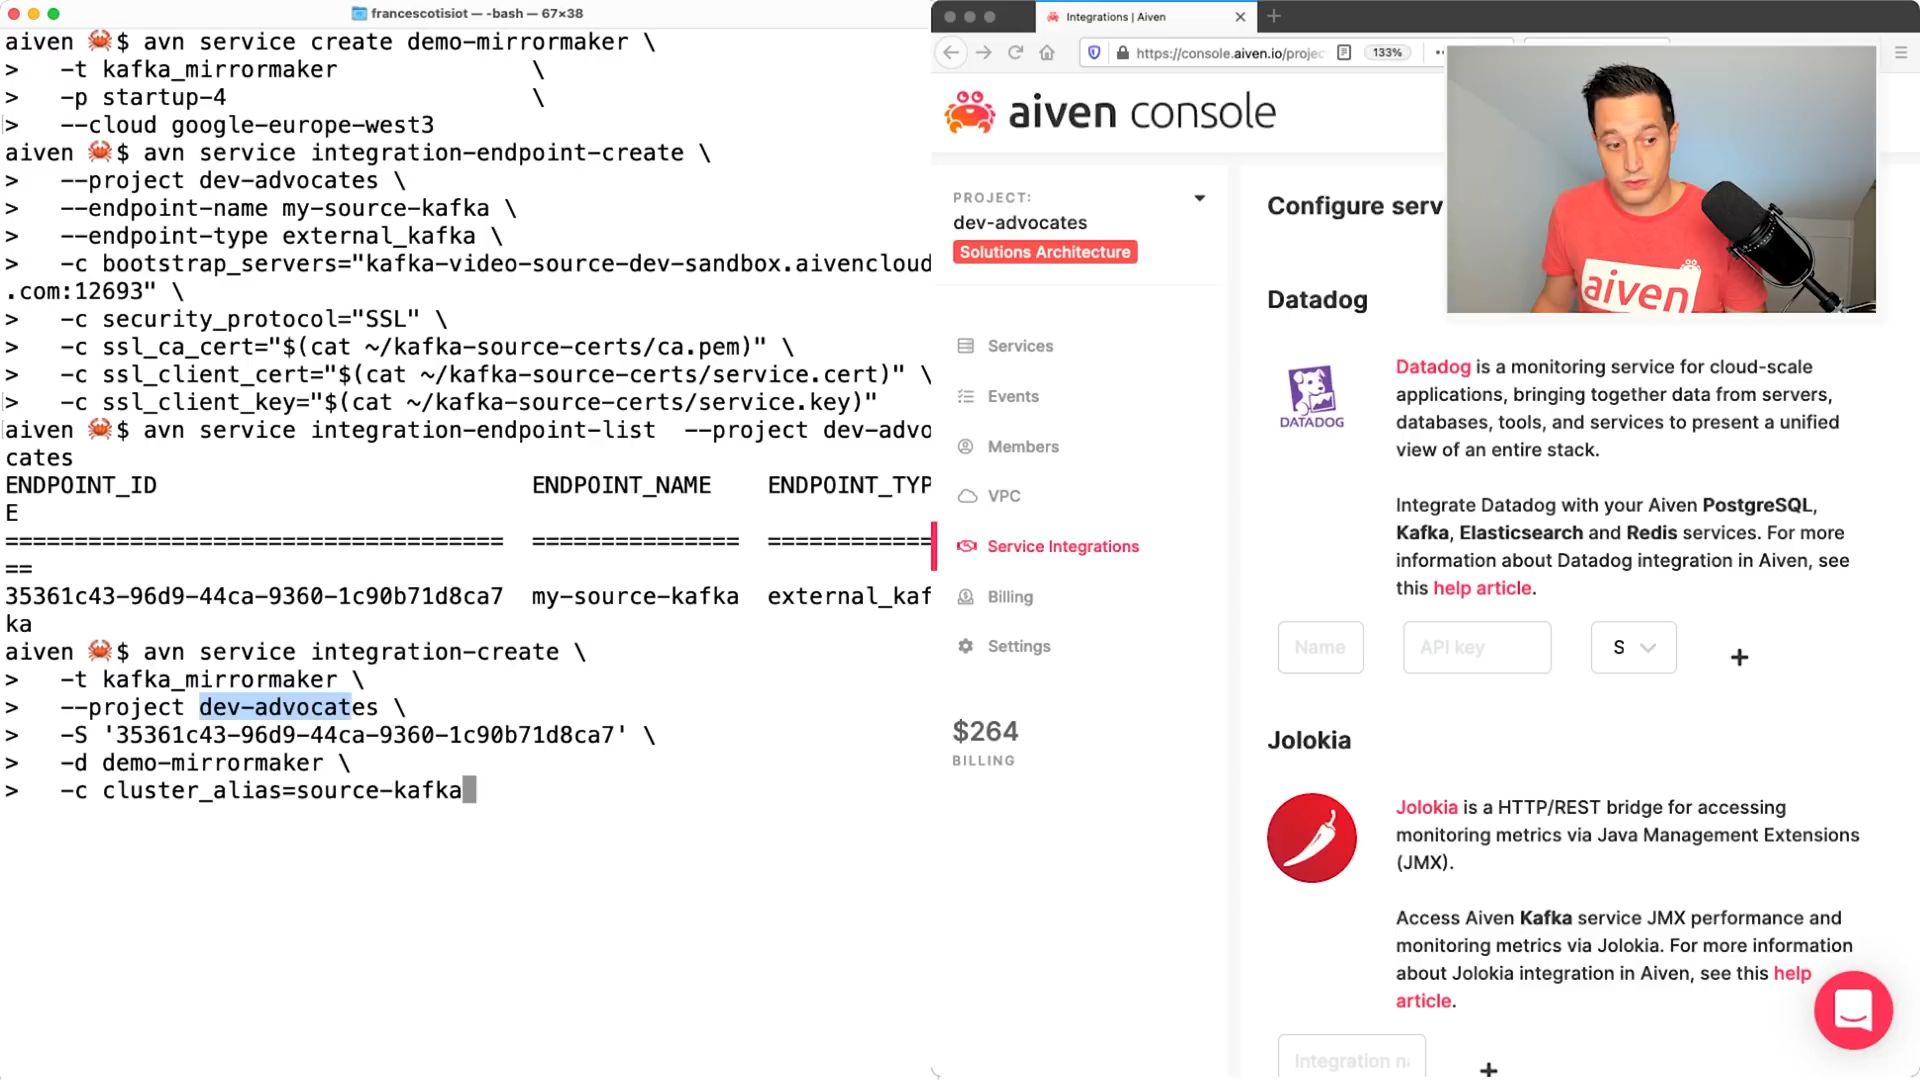 francescotisiot — -bash — 67×38
aiven 🦀$ avn service create demo-mirrormaker \
>   -t kafka_mirrormaker              \
>   -p startup-4                      \
>   --cloud google-europe-west3
aiven 🦀$ avn service integration-endpoint-create \
>   --project dev-advocates \
>   --endpoint-name my-source-kafka \
>   --endpoint-type external_kafka \
>   -c bootstrap_servers="kafka-video-source-dev-sandbox.aivencloud
.com:12693" \
>   -c security_protocol="SSL" \
>   -c ssl_ca_cert="$(cat ~/kafka-source-certs/ca.pem)" \
>   -c ssl_client_cert="$(cat ~/kafka-source-certs/service.cert)" \
>   -c ssl_client_key="$(cat ~/kafka-source-certs/service.key)"
aiven 🦀$ avn service integration-endpoint-list  --project dev-advo
cates
ENDPOINT_ID                           ENDPOINT_NAME    ENDPOINT_TYP
E
====================================  ===============  ============
==
35361c43-96d9-44ca-9360-1c90b71d8ca7  my-source-kafka  external_kaf
ka
aiven 🦀$ avn service integration-create \
>   -t kafka_mirrormaker \
>   --project dev-advocates \
>   -S '35361c43-96d9-44ca-9360-1c90b71d8ca7' \
>   -d demo-mirrormaker \
>   -c cluster_alias=source-kafka
Integrations | Aiven
https://console.aiven.io/projec
133%
aiven console
PROJECT:
dev-advocates
Solutions Architecture
Services
Events
Members
VPC
Service Integrations
Billing
Settings
$264
BILLING
Configure serv
aiven
Datadog
DATADOG
Datadog is a monitoring service for cloud-scale
applications, bringing together data from servers,
databases, tools, and services to present a unified
view of an entire stack.
Integrate Datadog with your Aiven PostgreSQL,
Kafka, Elasticsearch and Redis services. For more
information about Datadog integration in Aiven, see
this help article.
Name
API key
S
+
Jolokia
Jolokia is a HTTP/REST bridge for accessing
monitoring metrics via Java Management Extensions
(JMX).
Access Aiven Kafka service JMX performance and
monitoring metrics via Jolokia. For more information
about Jolokia integration in Aiven, see this help
article.
Integration n
+